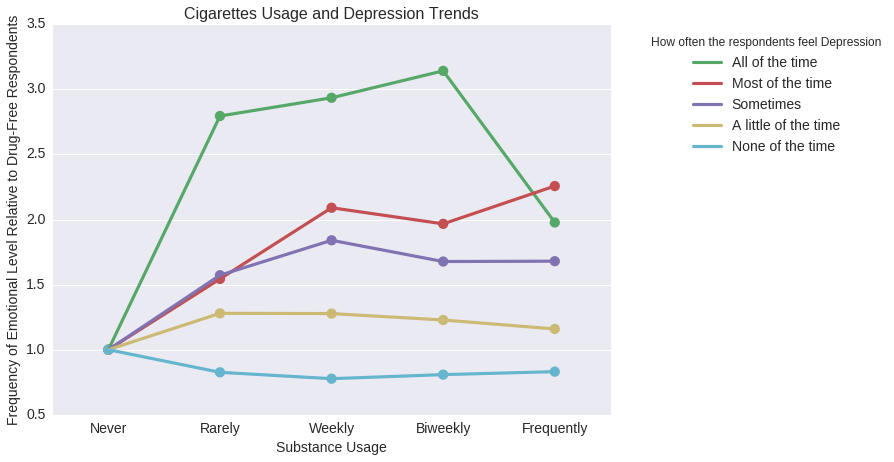 Cigarettes Usage and Depression Trends
Frequency of Emotional Level Relative to Drug-Free Respondents
3.5
3.0
2.5
2.0
1.5
1.0
0.5
Never Rarely Weekly Biweekly Frequently
Substance Usage
How often the respondents feel Depression
All of the time
Most of the time
Sometimes
A little of the time
None of the time